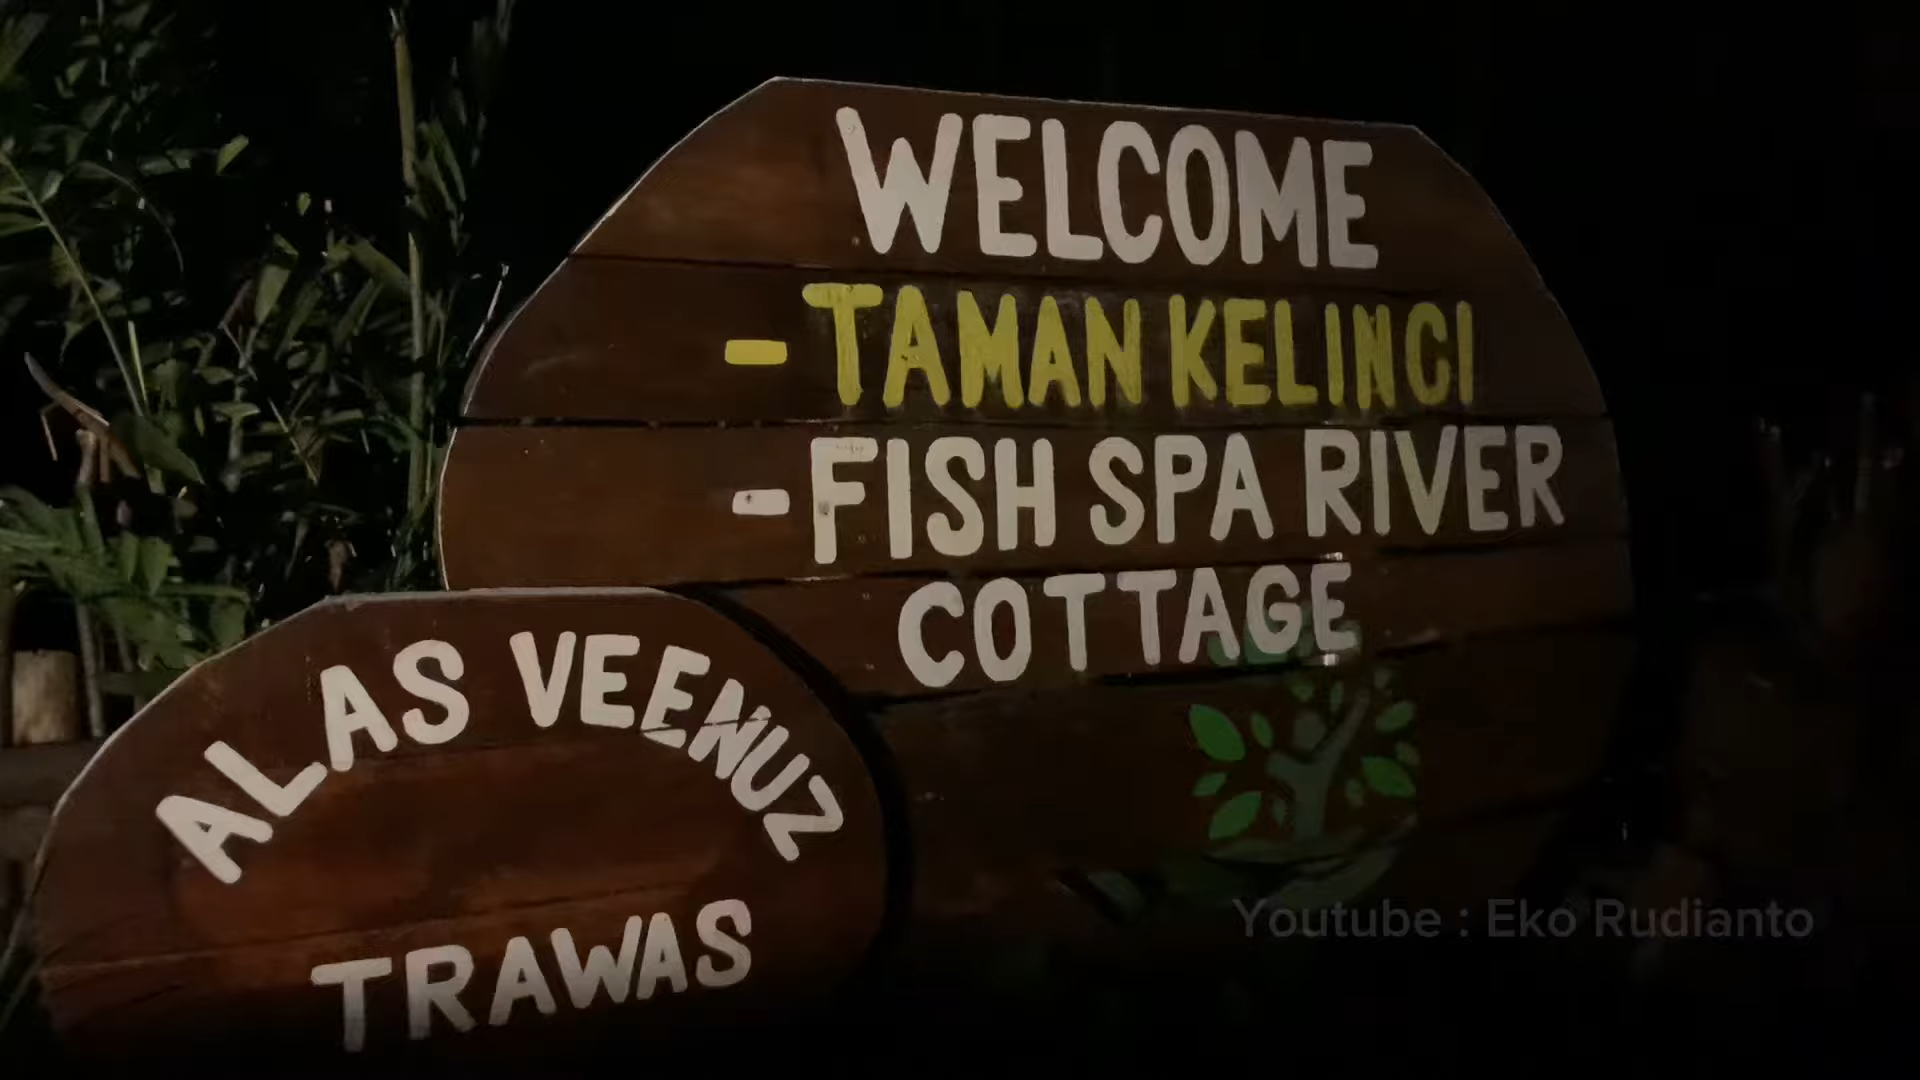 WELCOME
- TAMAN KELINCI
- FISH SPA RIVER
COTTAGE
ALAS VEENUZ
TRAWAS
Youtube : Eko Rudianto